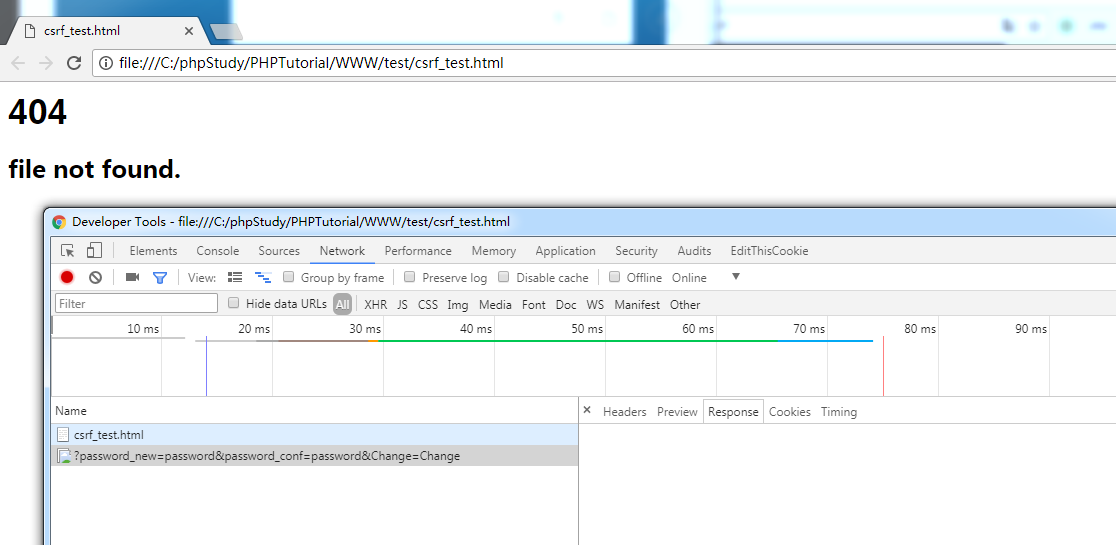 csrf_test.html
file:///C:/phpStudy/PHPTutorial/WWW/test/csrf_test.html
404
file not found.
Developer Tools - file:///C:/phpStudy/PHPTutorial/WWW/test/csrf_test.html
Elements Console Sources Network Performance Memory Application Security Audits EditThisCookie
View: Group by frame Preserve log Disable cache Offline Online
Filter Hide data URLs All XHR JS CSS Img Media Font Doc WS Manifest Other
10 ms 20 ms 30 ms 40 ms 50 ms 60 ms 70 ms 80 ms 90 ms
Name × Headers Preview Response Cookies Timing
csrf_test.html
?password_new=password&password_conf=password&Change=Change